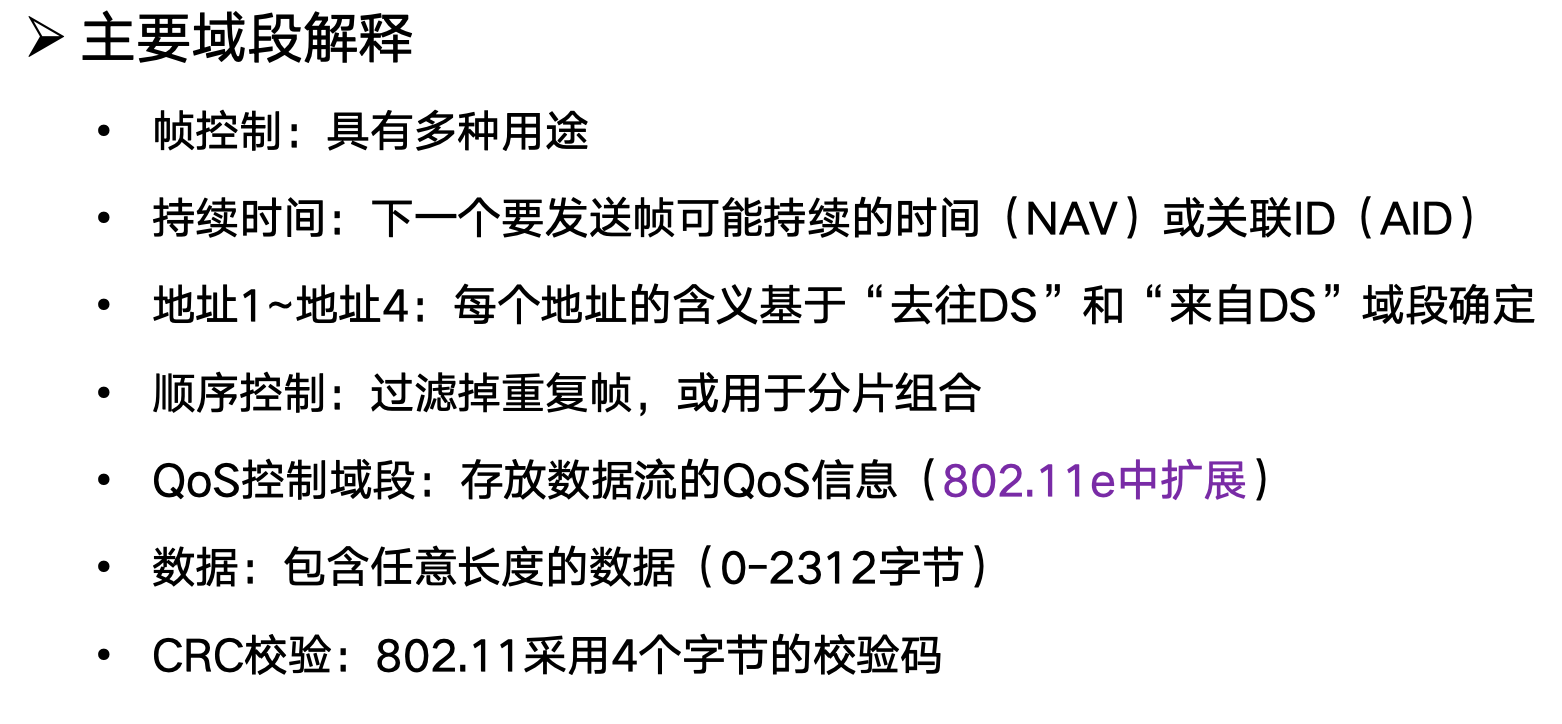 ➢ 主要域段解释
• 帧控制：具有多种用途
• 持续时间：下一个要发送帧可能持续的时间（NAV）或关联ID（AID）
• 地址1~地址4：每个地址的含义基于“去往DS”和“来自DS”域段确定
• 顺序控制：过滤掉重复帧，或用于分片组合
• QoS控制域段：存放数据流的QoS信息（802.11e中扩展）
• 数据：包含任意长度的数据（0-2312字节）
• CRC校验：802.11采用4个字节的校验码